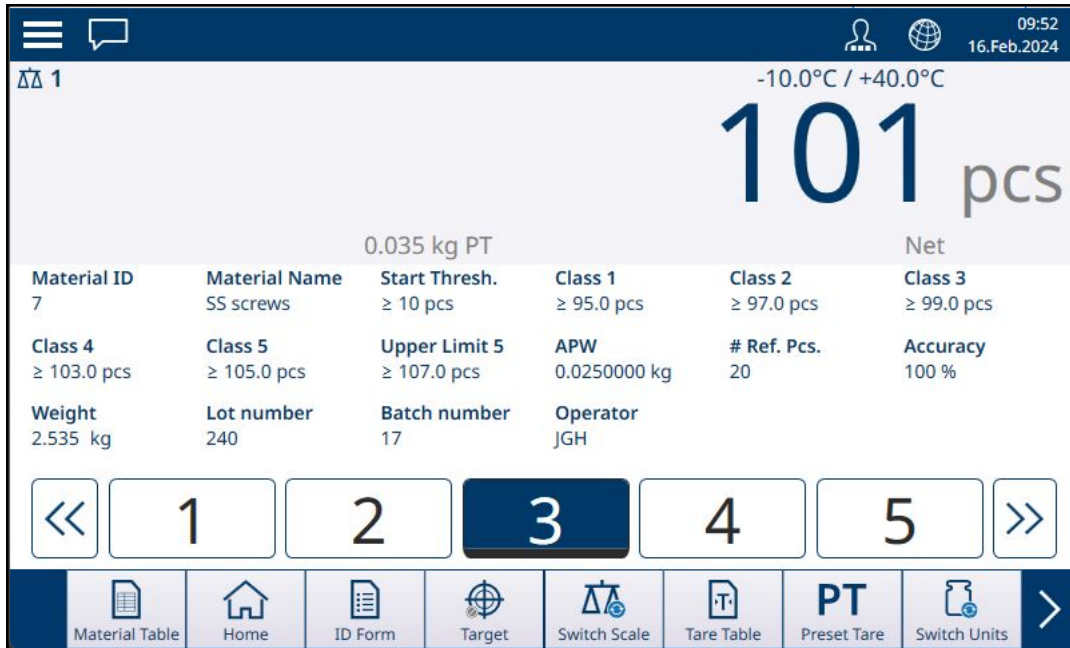 09:52
16.Feb.2024
1
-10.0°C / +40.0°C
101 pcs
0.035 kg PT Net
Material ID Material Name Start Thresh. Class 1 Class 2 Class 3
7 SS screws ≥ 10 pcs ≥ 95.0 pcs ≥ 97.0 pcs ≥ 99.0 pcs
Class 4 Class 5 Upper Limit 5 APW # Ref. Pcs. Accuracy
≥ 103.0 pcs ≥ 105.0 pcs ≥ 107.0 pcs 0.0250000 kg 20 100 %
Weight Lot number Batch number Operator
2.535 kg 240 17 JGH
<< 1 2 3 4 5 >>
T PT
Material Table Home ID Form Target Switch Scale Tare Table Preset Tare Switch Units